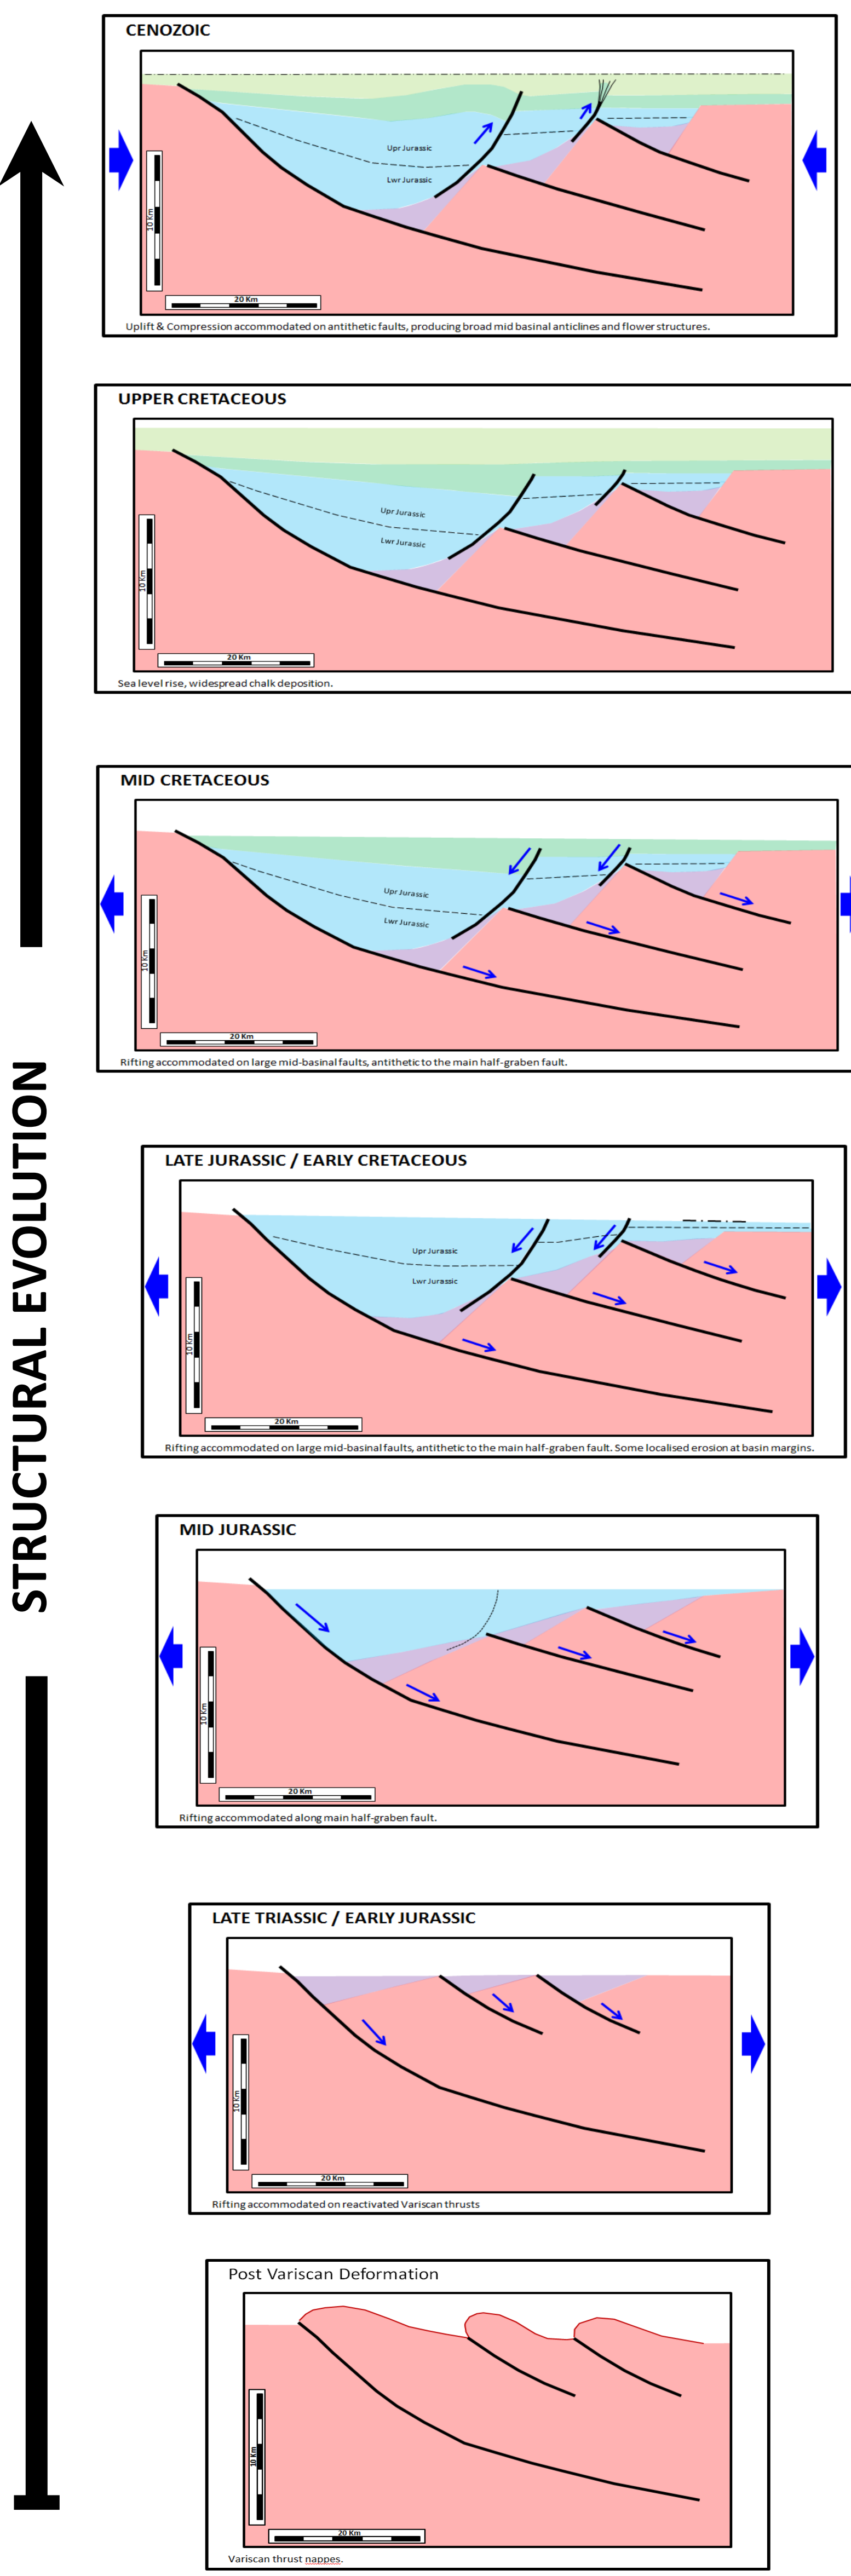 STRUCTURAL EVOLUTION
CENOZOIC
Upr Jurassic
Lwr Jurassic
10 Km
20 Km
Uplift & Compression accommodated on antithetic faults, producing broad mid basinal anticlines and flower structures.
UPPER CRETACEOUS
Upr Jurassic
Lwr Jurassic
10 Km
20 Km
Sea level rise, widespread chalk deposition.
MID CRETACEOUS
Upr Jurassic
Lwr Jurassic
10 Km
20 Km
Rifting accommodated on large mid-basinal faults, antithetic to the main half-graben fault.
LATE JURASSIC / EARLY CRETACEOUS
Upr Jurassic
Lwr Jurassic
10 Km
20 Km
Rifting accommodated on large mid-basinal faults, antithetic to the main half-graben fault. Some localised erosion at basin margins.
MID JURASSIC
10 Km
20 Km
Rifting accommodated along main half-graben fault.
LATE TRIASSIC / EARLY JURASSIC
10 Km
20 Km
Rifting accommodated on reactivated Variscan thrusts
Post Variscan Deformation
10 Km
20 Km
Variscan thrust nappes.